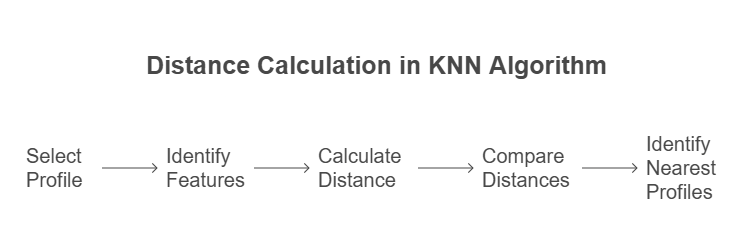 Distance Calculation in KNN Algorithm
Select
Profile
Identify
Features
Calculate
Distance
Compare
Distances
Identify
Nearest
Profiles